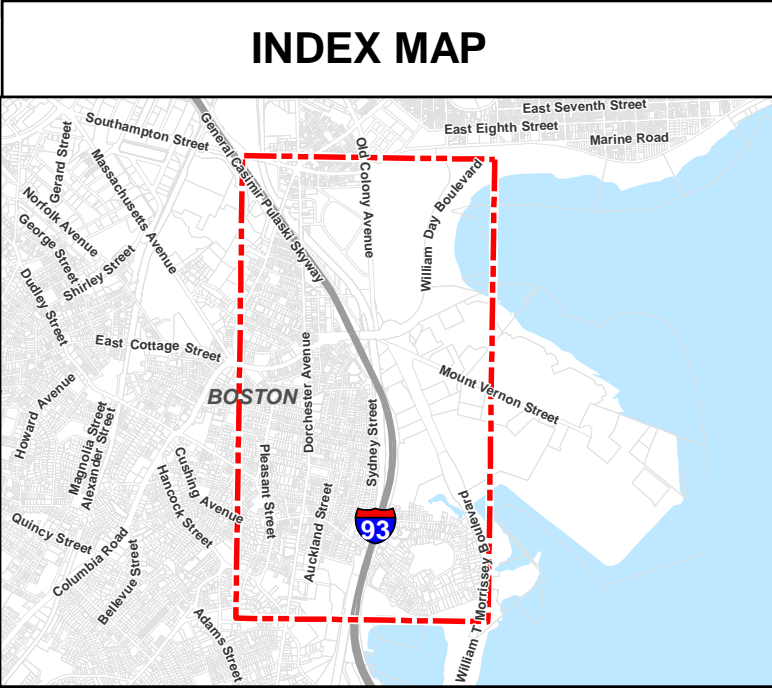 INDEX MAP
East Seventh Street
East Eighth Street
Marine Road
Southampton Street
General Casimir Pulaski Skyway
Old Colony Avenue
Gerard Street
Massachusetts Avenue
William Day Boulevard
Norfolk Avenue
George Street
Shirley Street
Dudley Street
East Cottage Street
Dorchester Avenue
Mount Vernon Street
BOSTON
Howard Avenue
Magnolia Street
Alexander Street
Sydney Street
Pleasant Street
Cushing Avenue
Hancock Street
Auckland Street
93
Quincy Street
Columbia Road
Bellevue Street
William T Morrissey Boulevard
Adams Street